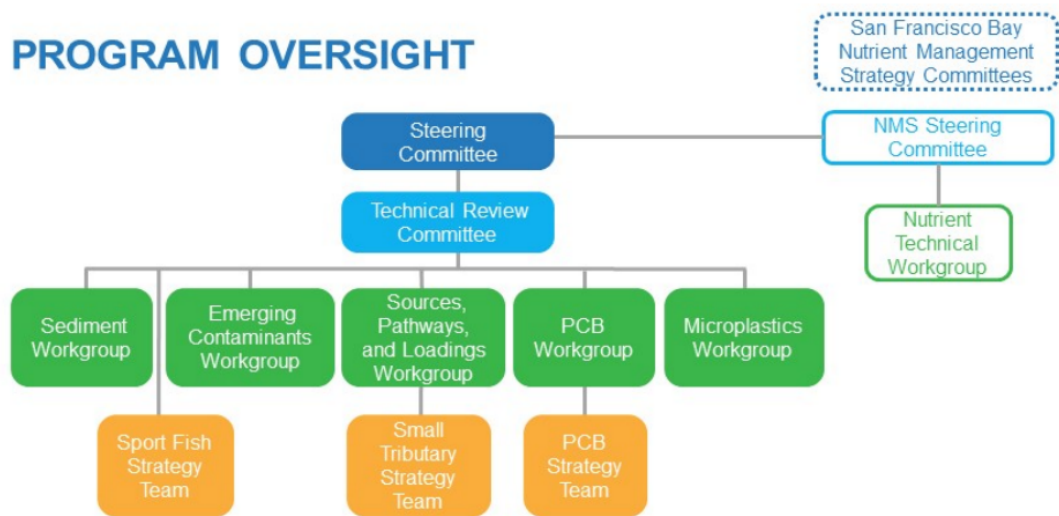 PROGRAM OVERSIGHT
San Francisco Bay
Nutrient Management
Strategy Committees
Steering
Committee
NMS Steering
Committee
Technical Review
Committee
Nutrient
Technical
Workgroup
Sediment
Workgroup
Emerging
Contaminants
Workgroup
Sources,
Pathways,
and Loadings
Workgroup
PCB
Workgroup
Microplastics
Workgroup
Sport Fish
Strategy
Team
Small
Tributary
Strategy
Team
PCB
Strategy
Team